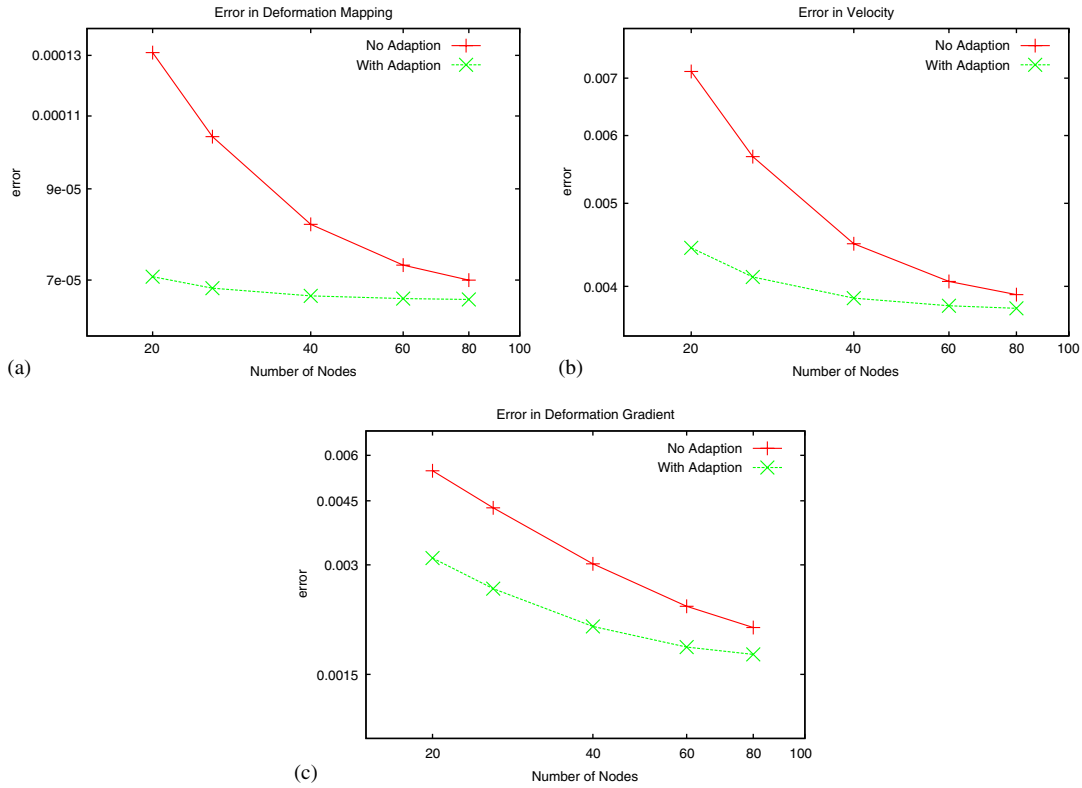 Error in Deformation Mapping
No Adaption
With Adaption
0.00013
0.00011
9e-05
7e-05
error
20
40
60
80
100
Number of Nodes
(a)
Error in Velocity
No Adaption
With Adaption
0.007
0.006
0.005
0.004
error
20
40
60
80
100
Number of Nodes
(b)
Error in Deformation Gradient
No Adaption
With Adaption
0.006
0.0045
0.003
0.0015
error
20
40
60
80
100
Number of Nodes
(c)